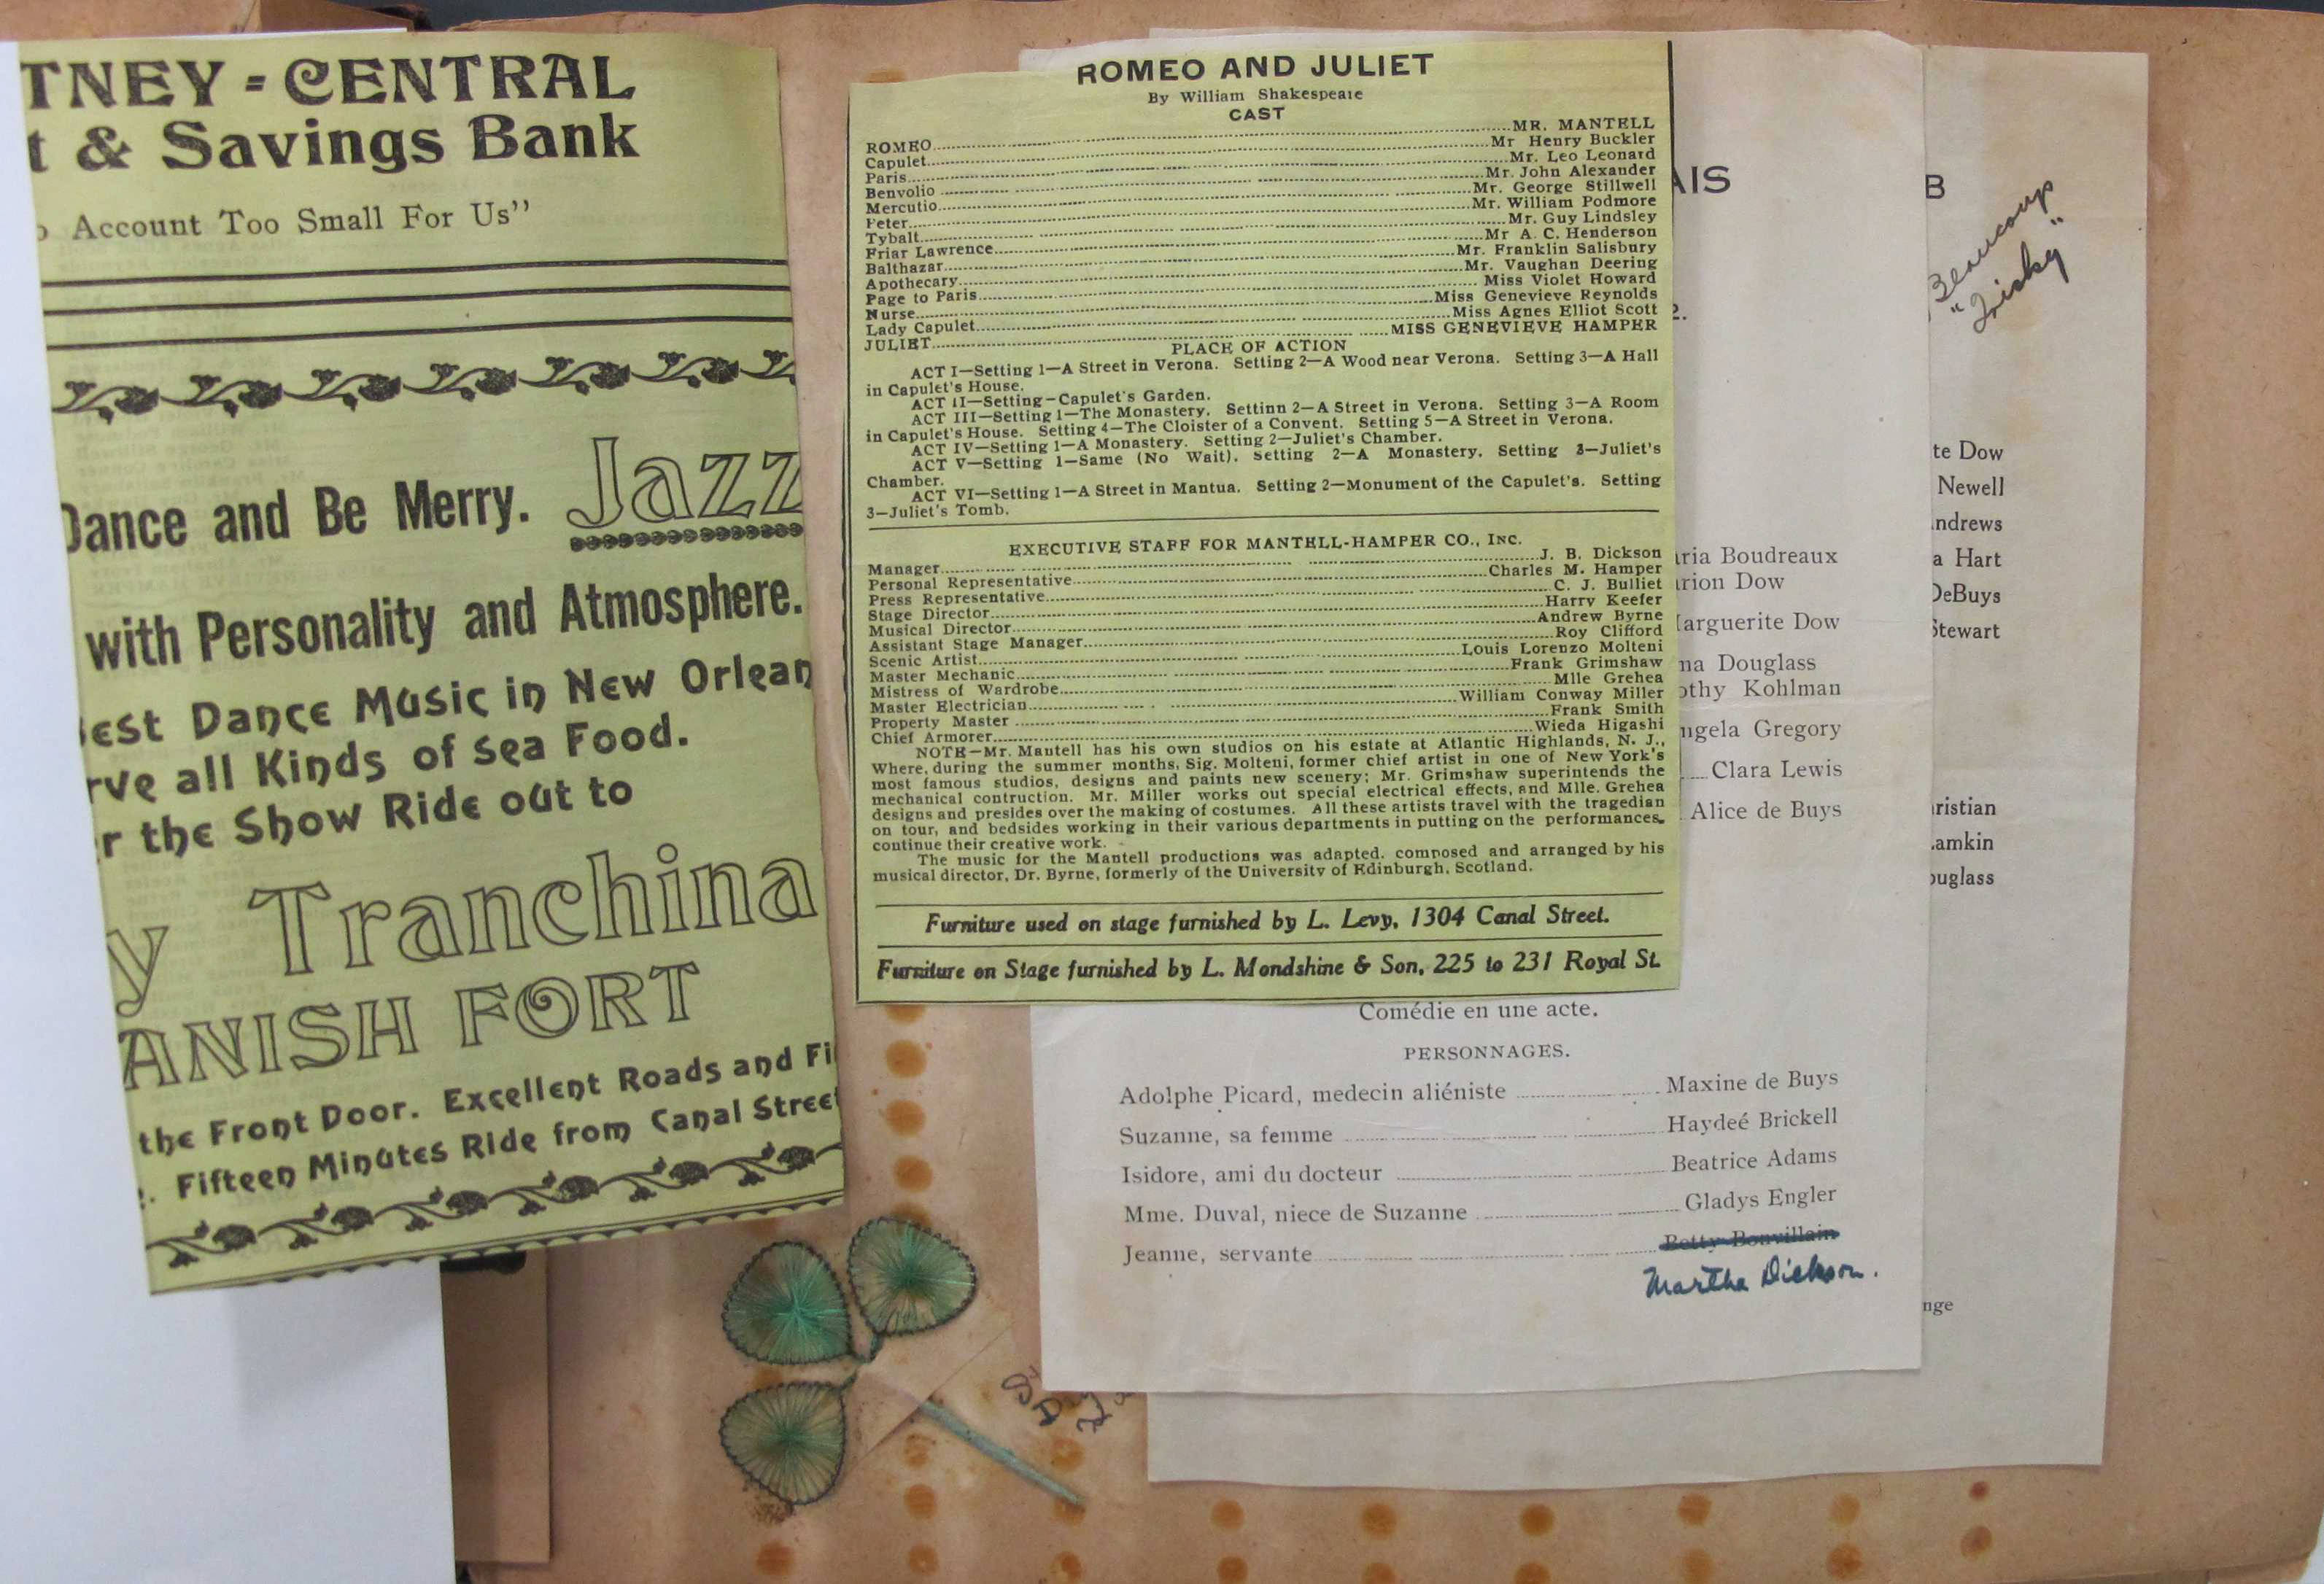 TNEY = CENTRAL
t & Savings Bank
Account Too Small For Us”
Dance and Be Merry. Jazz
with Personality and Atmosphere.
est Dance Music in New Orlean
rve all Kinds of Sea Food.
r the Show Ride out to
y Tranchina
ANISH FORT
the Front Door. Excellent Roads and Fi
. Fifteen Minutes Ride from Canal Street
ROMEO AND JULIET
By William Shakespeare
CAST
ROMEO MR. MANTELL
Capulet Mr Henry Buckler
Paris Mr. Leo Leonard
Benvolio Mr. John Alexander
Mercutio Mr. George Stillwell
Peter Mr. William Podmore
Tybalt Mr. Guy Lindsley
Friar Lawrence Mr A. C. Henderson
Balthazar Mr. Franklin Salisbury
Apothecary Mr. Vaughan Deering
Page to Paris Miss Violet Howard
Nurse Miss Genevieve Reynolds
Lady Capulet Miss Agnes Elliot Scott
JULIET MISS GENEVIEVE HAMPER
PLACE OF ACTION
ACT I—Setting 1—A Street in Verona. Setting 2—A Wood near Verona. Setting 3—A Hall
in Capulet's House.
ACT II—Setting—Capulet's Garden.
ACT III—Setting 1—The Monastery. Settinn 2—A Street in Verona. Setting 3—A Room
in Capulet's House. Setting 4—The Cloister of a Convent. Setting 5—A Street in Verona.
ACT IV—Setting 1—A Monastery. Setting 2—Juliet's Chamber.
ACT V—Setting 1—Same (No Wait). Setting 2—A Monastery. Setting 3—Juliet's
Chamber.
ACT VI—Setting 1—A Street in Mantua. Setting 2—Monument of the Capulet's. Setting
3—Juliet's Tomb.
EXECUTIVE STAFF FOR MANTELL-HAMPER CO., INC.
Manager J. B. Dickson
Personal Representative Charles M. Hamper
Press Representative C. J. Bulliet
Stage Director Harry Keefer
Musical Director Andrew Byrne
Assistant Stage Manager Roy Clifford
Scenic Artist Louis Lorenzo Molteni
Master Mechanic Frank Grimshaw
Mistress of Wardrobe Mlle Grehea
Master Electrician William Conway Miller
Property Master Frank Smith
Chief Armorer Wieda Higashi
NOTE—Mr. Mantell has his own studios on his estate at Atlantic Highlands, N. J.,
Where, during the summer months, Sig. Molteni, former chief artist in one of New York's
most famous studios, designs and paints new scenery; Mr. Grimshaw superintends the
mechanical contruction. Mr. Miller works out special electrical effects, and Mlle. Grehea
designs and presides over the making of costumes. All these artists travel with the tragedian
on tour, and bedsides working in their various departments in putting on the performances,
continue their creative work.
The music for the Mantell productions was adapted, composed and arranged by his
musical director, Dr. Byrne, formerly of the University of Edinburgh, Scotland.
Furniture used on stage furnished by L. Levy, 1304 Canal Street.
Furniture on Stage furnished by L. Mondshine & Son, 225 to 231 Royal St.
AIS
2.
ria Boudreaux
rion Dow
arguerite Dow
na Douglass
othy Kohlman
ngela Gregory
Clara Lewis
Alice de Buys
Comédie en une acte.
PERSONNAGES.
Adolphe Picard, medecin aliéniste Maxine de Buys
Suzanne, sa femme Haydeé Brickell
Isidore, ami du docteur Beatrice Adams
Mme. Duval, niece de Suzanne Gladys Engler
Jeanne, servante Betty Bonvillain
Martha Dickson.
B
Beaucoup
te Dow
Newell
ndrews
a Hart
DeBuys
Stewart
ristian
amkin
ouglass
nge